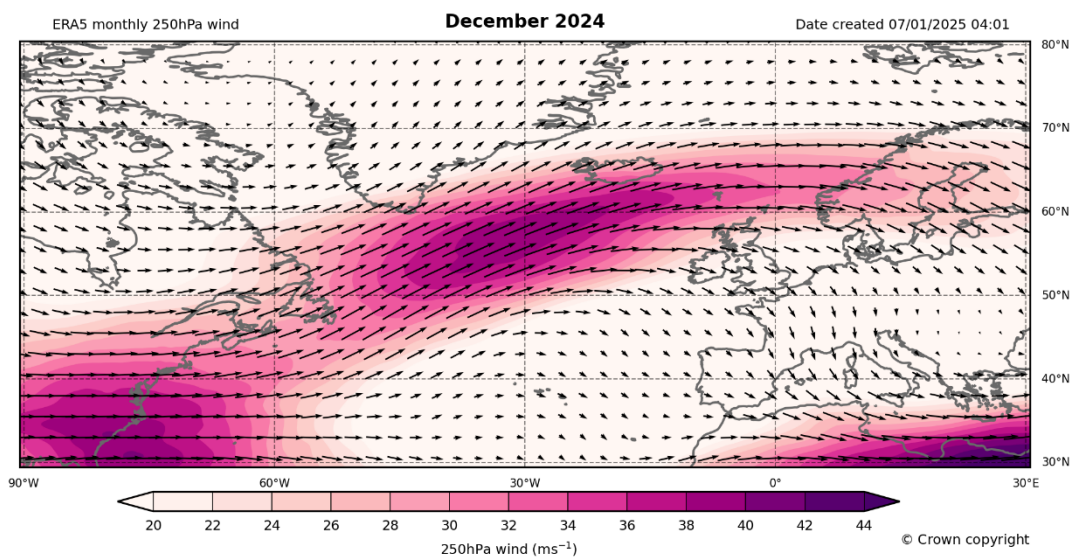 ERA5 monthly 250hPa wind
December 2024
Date created 07/01/2025 04:01
80°N
70°N
60°N
50°N
40°N
30°N
90°W 60°W 30°W 0° 30°E
20 22 24 26 28 30 32 34 36 38 40 42 44
250hPa wind (ms⁻¹)
© Crown copyright